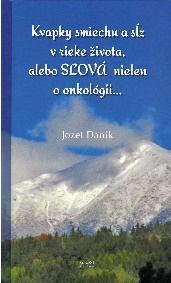 Kvapky smiechu a sĺz
v rieke života,
alebo SLOVÁ nielen
o onkológii...
Jozef Daník